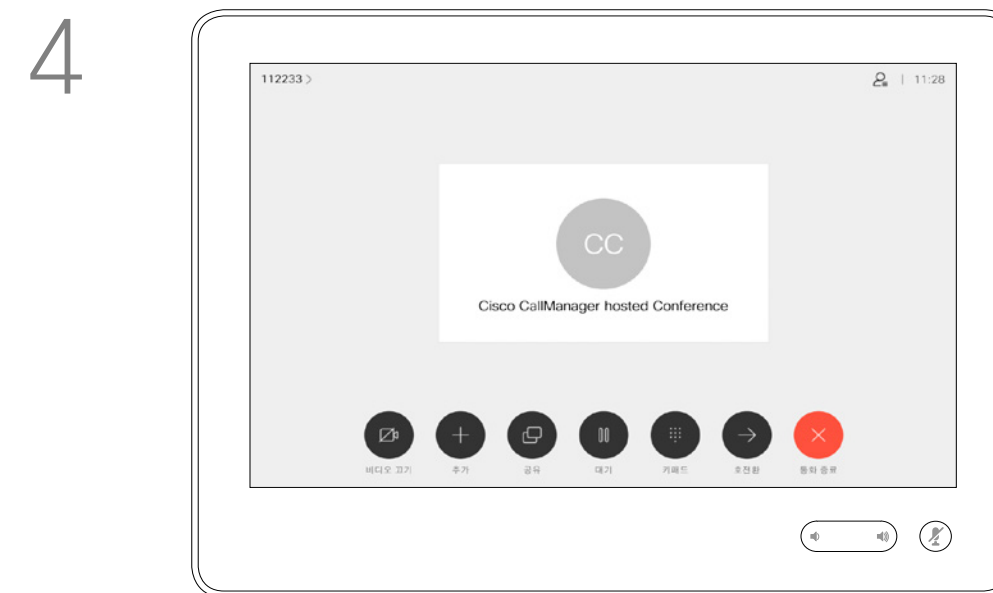 4
112233
11:28
CC
Cisco CallManager hosted Conference
비디오 끄기 추가 공유 대기 키패드 호전환 통화 종료